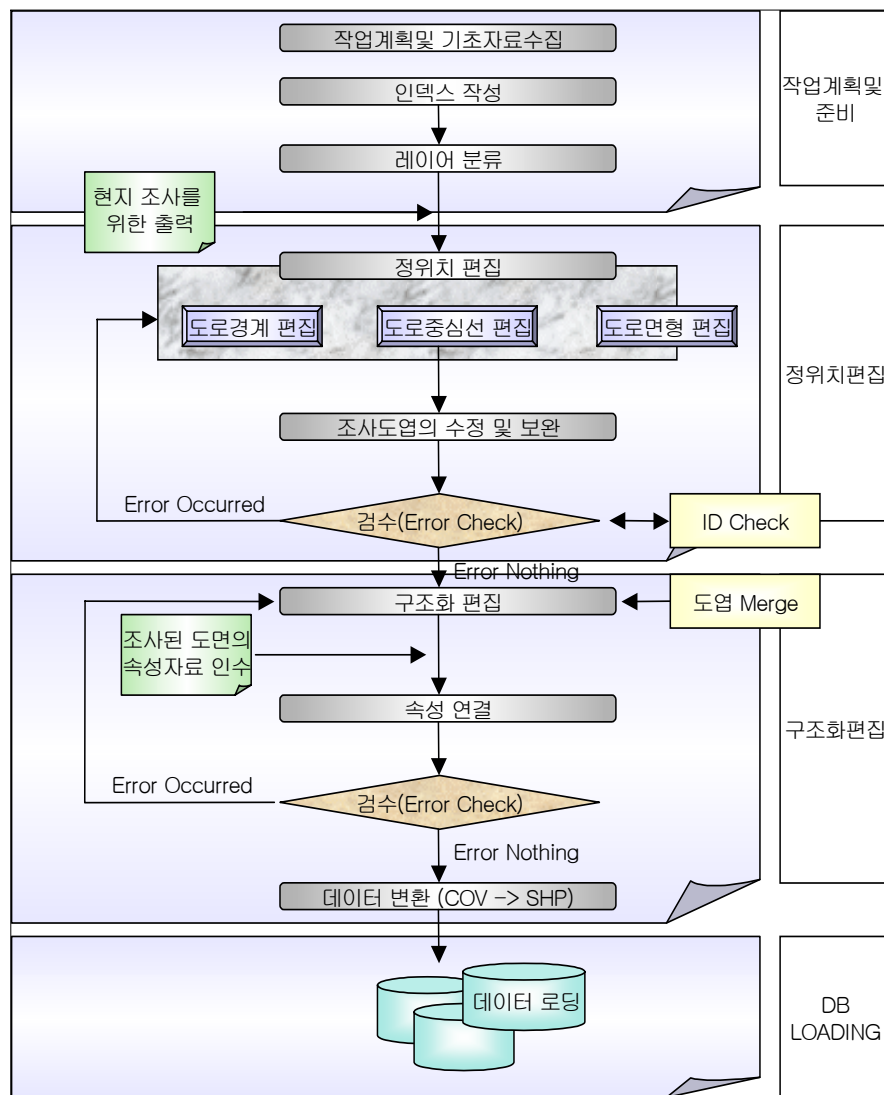 작업계획및 기초자료수집
인덱스 작성
레이어 분류
작업계획및
준비
현지 조사를
위한 출력
정위치 편집
도로경계 편집
도로중심선 편집
도로면형 편집
조사도엽의 수정 및 보완
Error Occurred
검수(Error Check)
ID Check
정위치편집
Error Nothing
구조화 편집
도엽 Merge
조사된 도면의
속성자료 인수
속성 연결
Error Occurred
검수(Error Check)
구조화편집
Error Nothing
데이터 변환 (COV -> SHP)
데이터 로딩
DB
LOADING